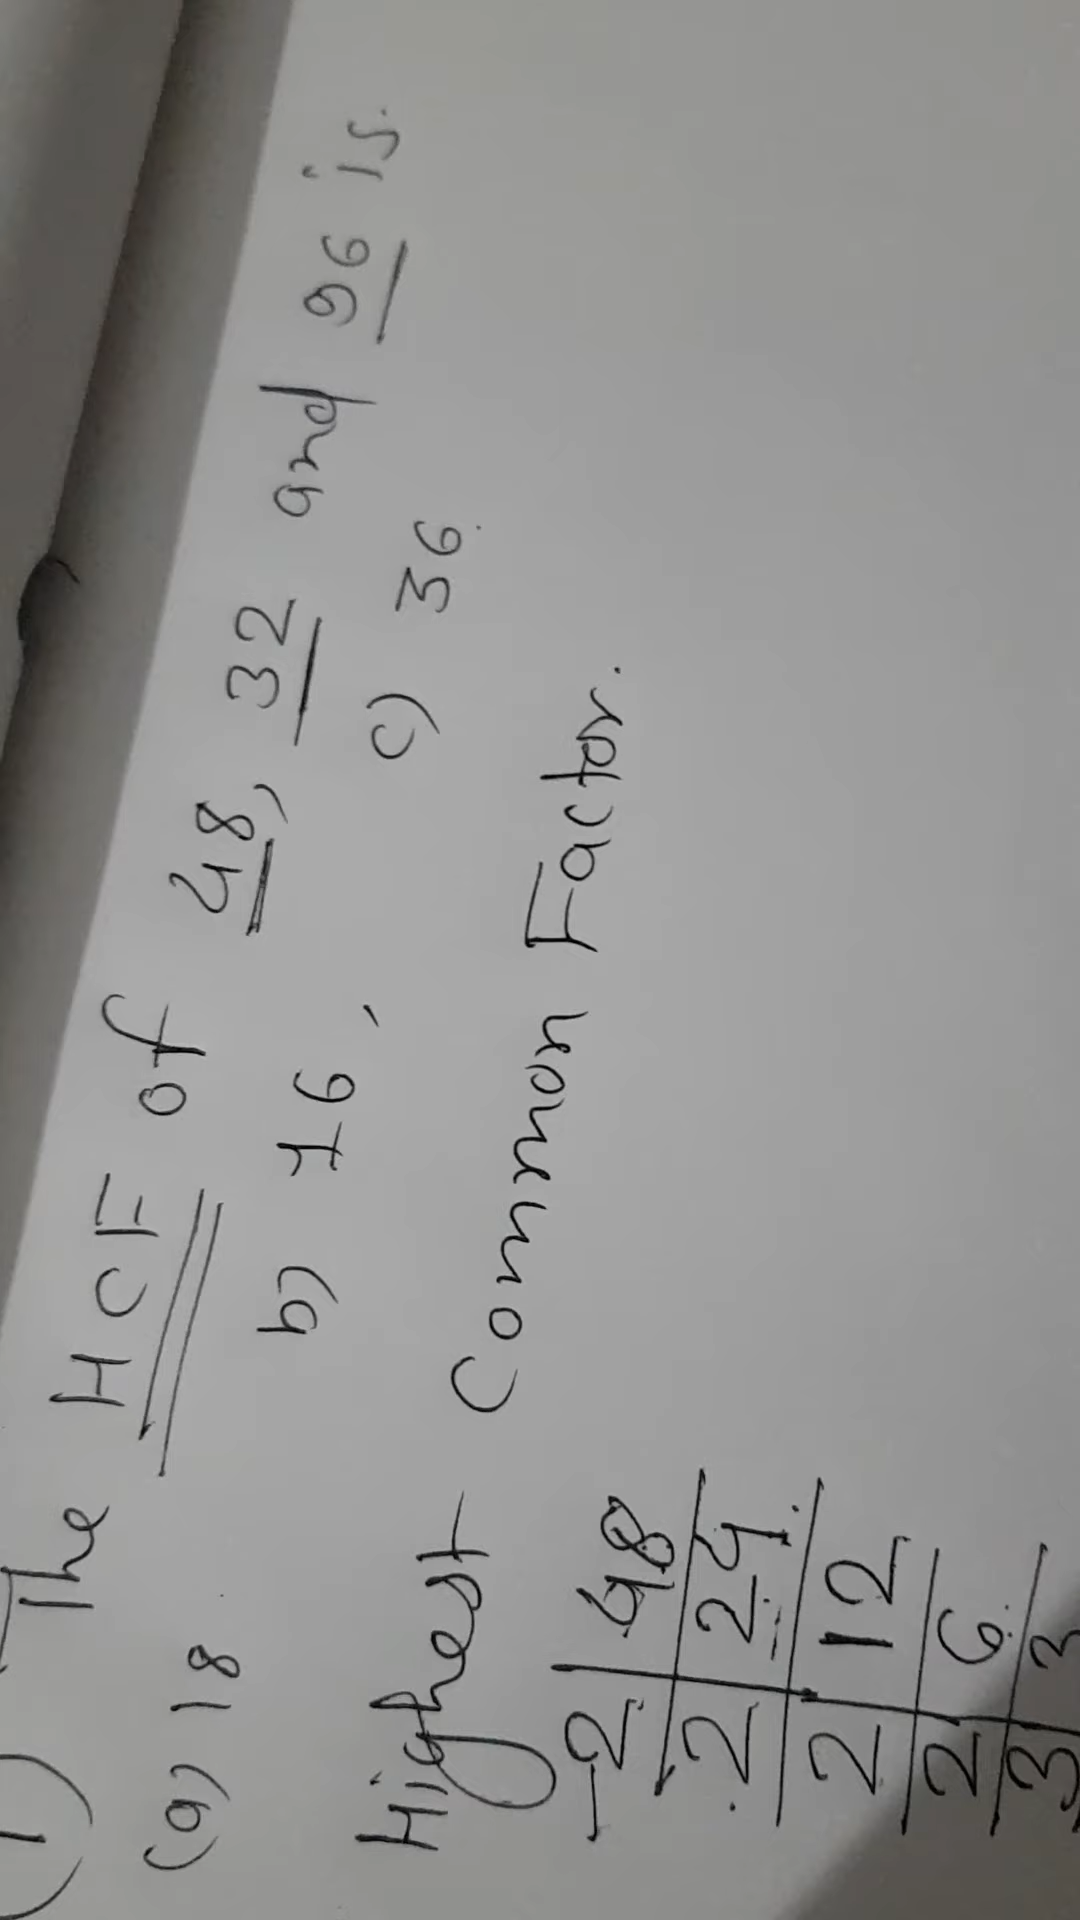 1) The HCF of 48, 32 and 96 is.
(a) 18 b) 16, c) 36.
Highest Common Factor.
2 48
2 24
2 12
2 6
3 3